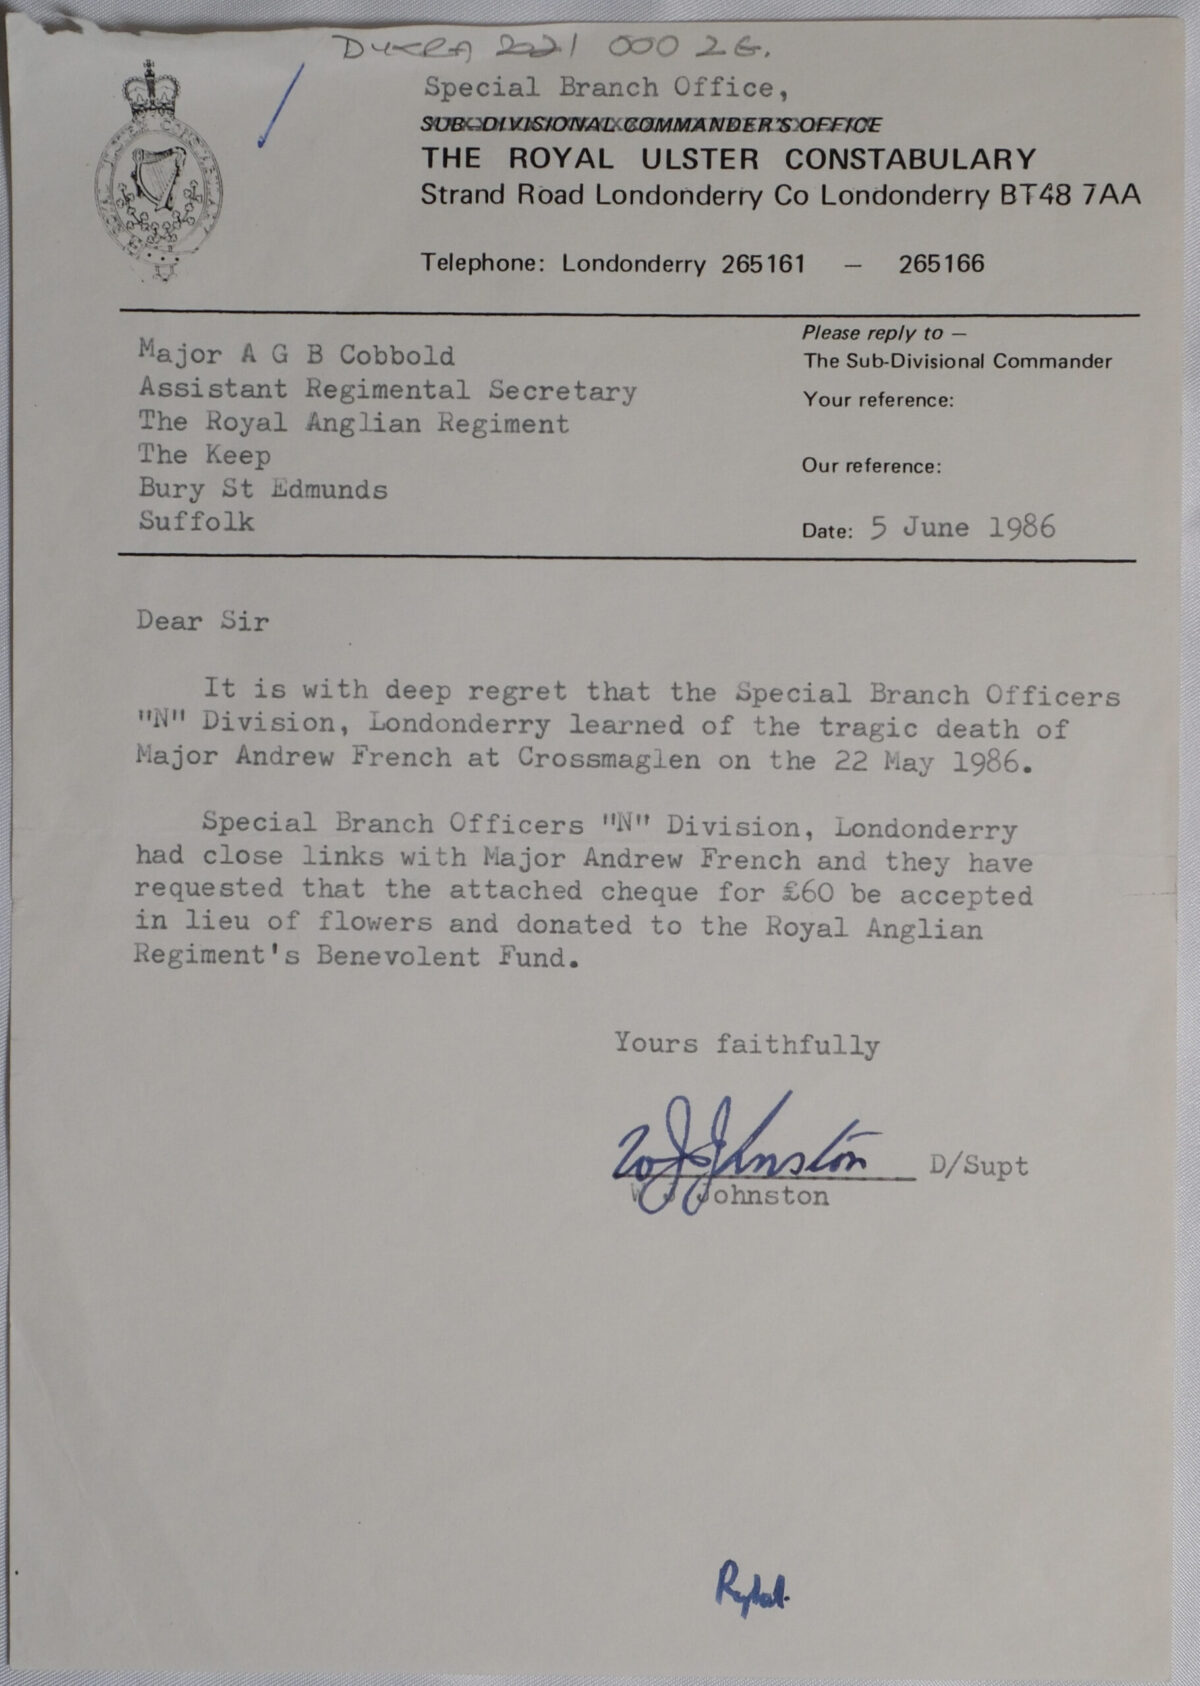 2021 000 26.
Special Branch Office,
SUB-DIVISIONAL COMMANDER'S OFFICE
THE ROYAL ULSTER CONSTABULARY
Strand Road Londonderry Co Londonderry BT48 7AA
Telephone: Londonderry 265161 — 265166
Major A G B Cobbold
Assistant Regimental Secretary
The Royal Anglian Regiment
The Keep
Bury St Edmunds
Suffolk
Please reply to —
The Sub-Divisional Commander
Your reference:
Our reference:
Date: 5 June 1986
Dear Sir
It is with deep regret that the Special Branch Officers
"N" Division, Londonderry learned of the tragic death of
Major Andrew French at Crossmaglen on the 22 May 1986.
Special Branch Officers "N" Division, Londonderry
had close links with Major Andrew French and they have
requested that the attached cheque for £60 be accepted
in lieu of flowers and donated to the Royal Anglian
Regiment's Benevolent Fund.
Yours faithfully
W J Johnston D/Supt
W J Johnston